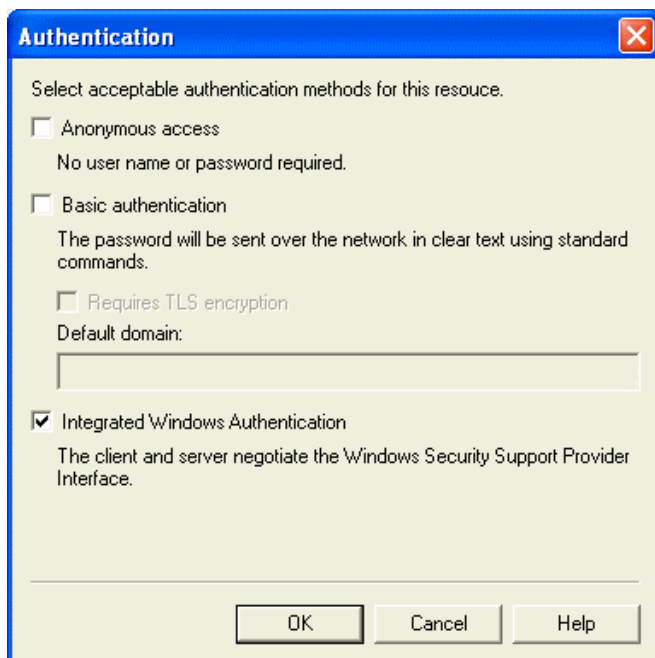 Authentication
Select acceptable authentication methods for this resouce.
Anonymous access
No user name or password required.
Basic authentication
The password will be sent over the network in clear text using standard
commands.
Requires TLS encryption
Default domain:
Integrated Windows Authentication
The client and server negotiate the Windows Security Support Provider
Interface.
OK Cancel Help